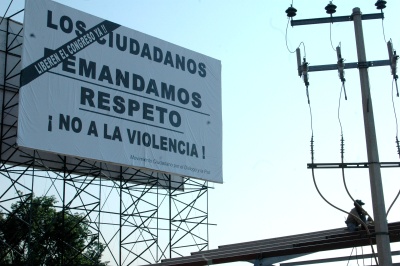 LOS CIUDADANOS
LIBEREN EL CONGRESO YA!!
DEMANDAMOS
RESPETO
¡ NO A LA VIOLENCIA !